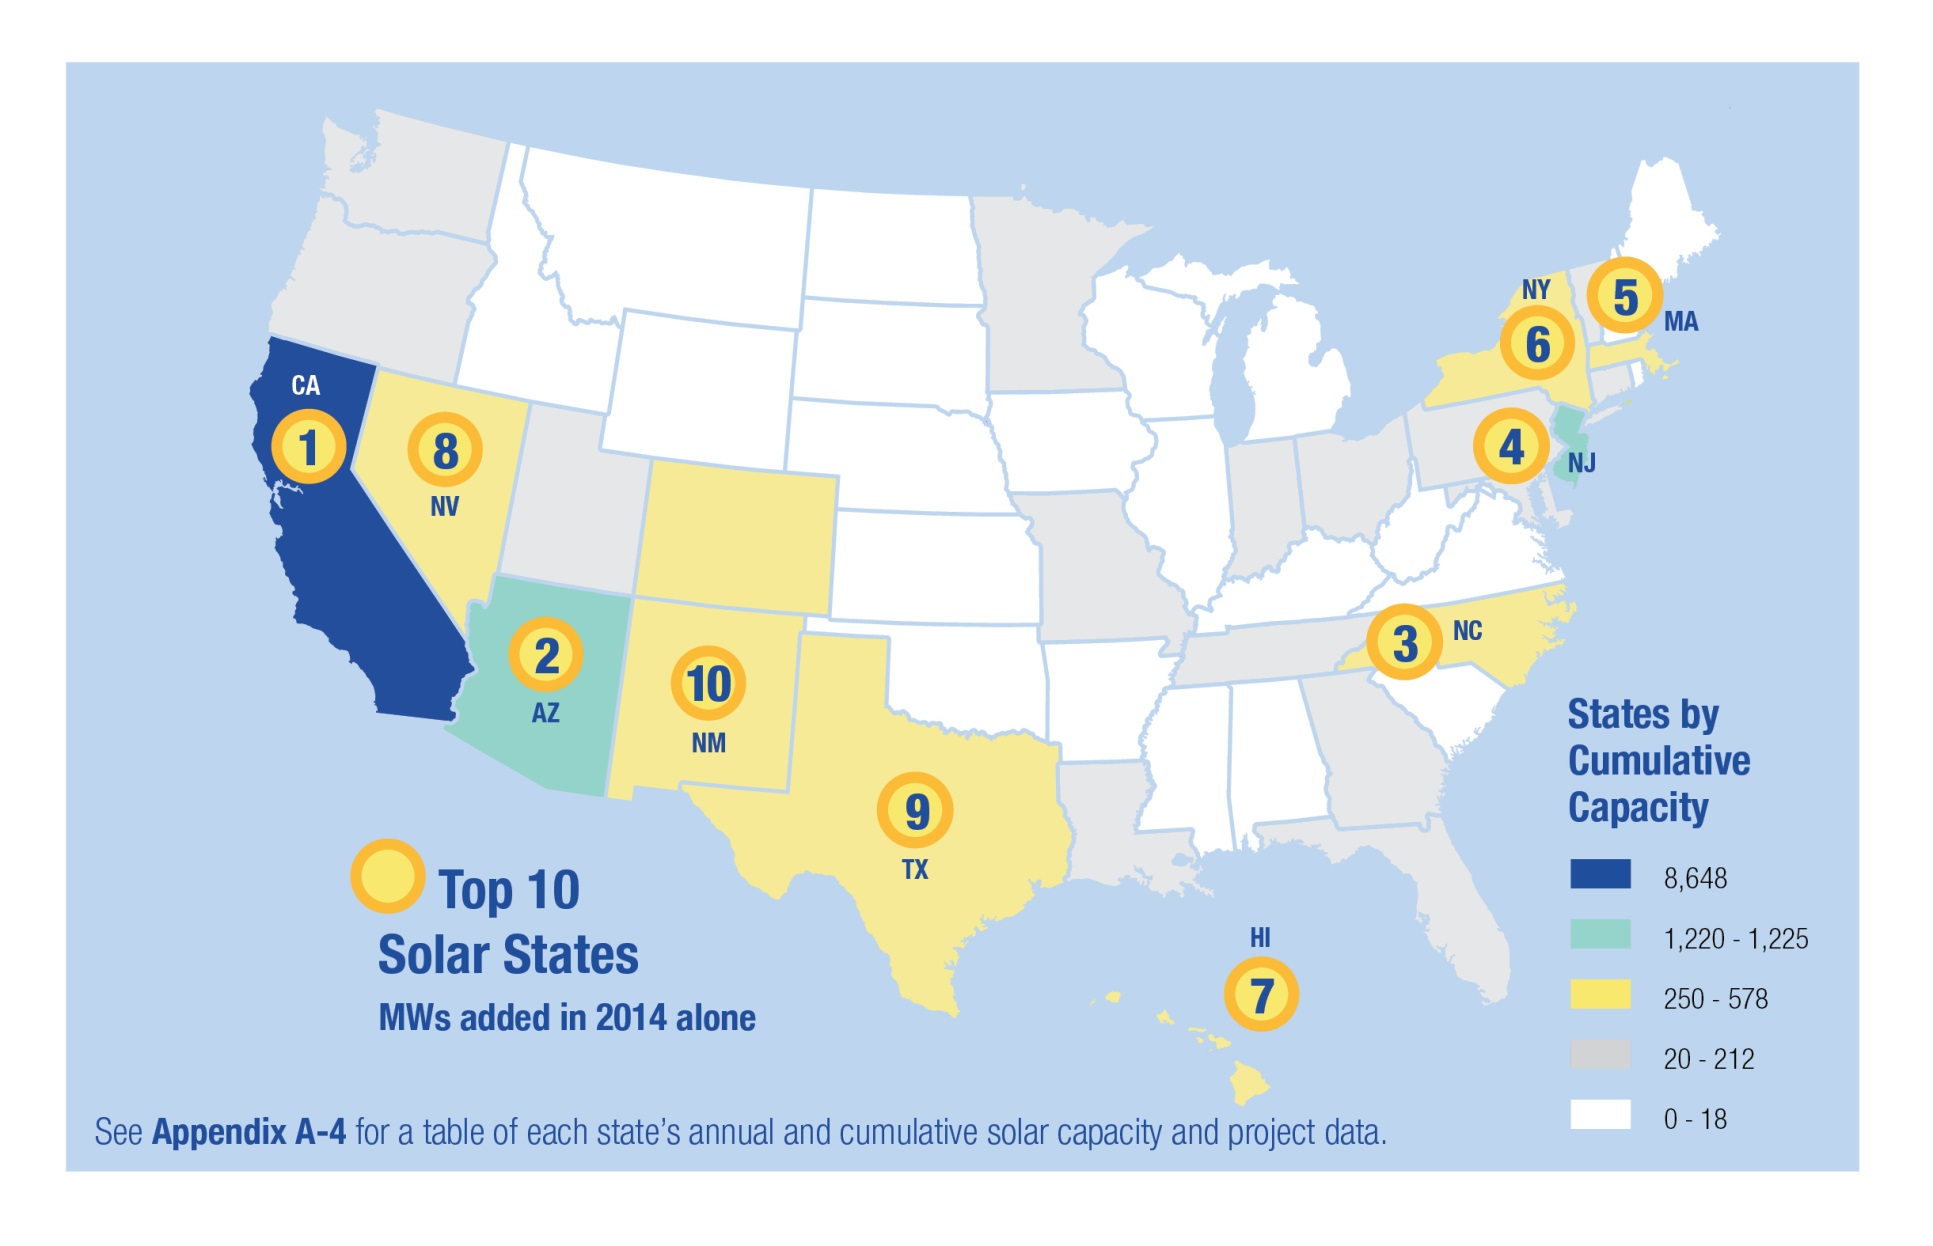 NY
5
MA
6
CA
1
8
NV
4
NJ
3
NC
2
AZ
10
NM
9
TX
HI
7
Top 10
Solar States
MWs added in 2014 alone
States by
Cumulative
Capacity
8,648
1,220 - 1,225
250 - 578
20 - 212
0 - 18
See Appendix A-4 for a table of each state’s annual and cumulative solar capacity and project data.